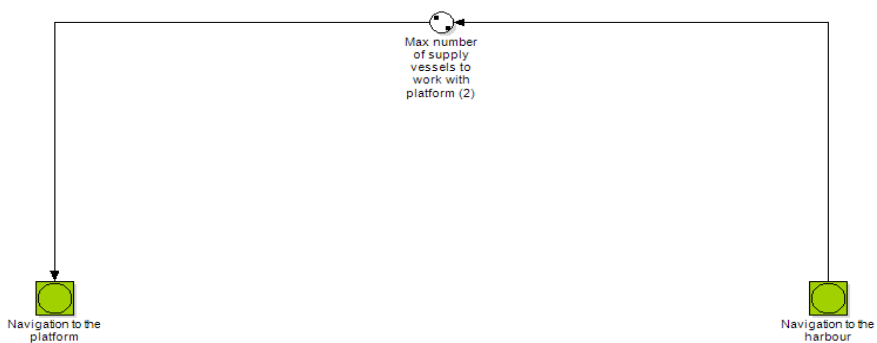 Max number
of supply
vessels to
work with
platform (2)
Navigation to the
platform
Navigation to the
harbour